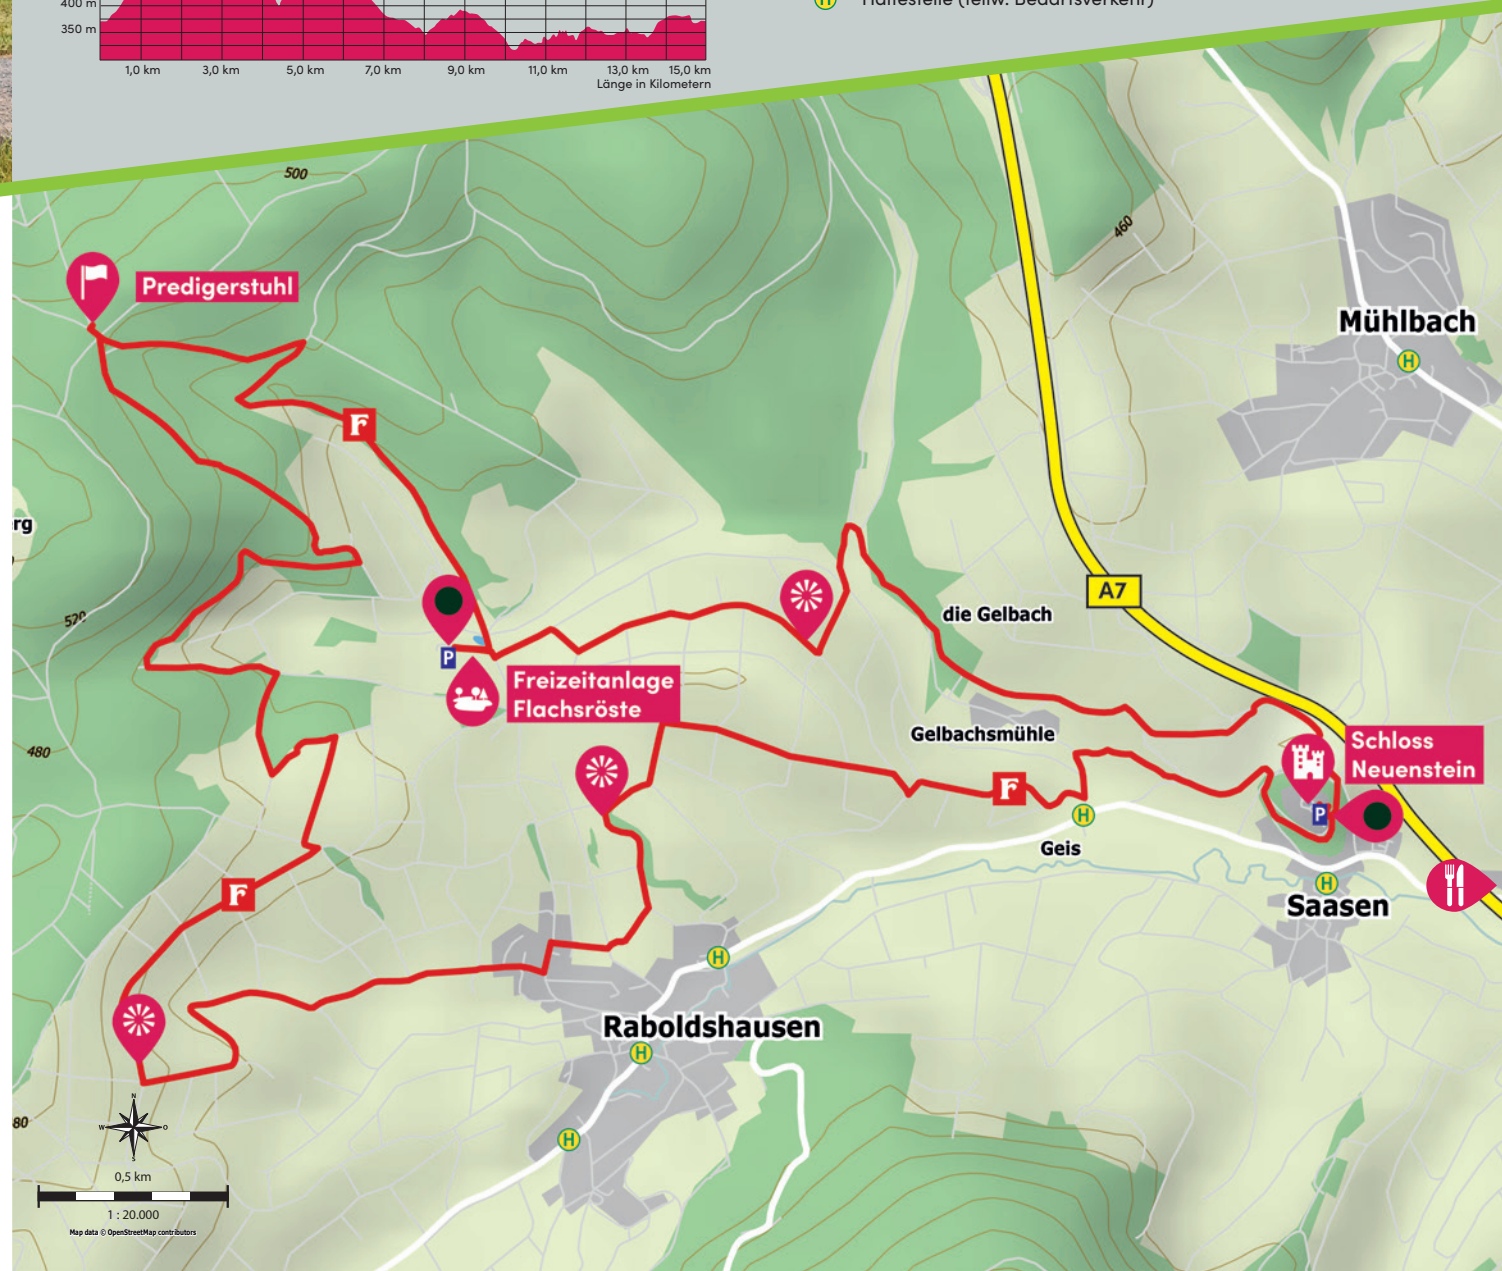 400 m
350 m
1,0 km
3,0 km
5,0 km
7,0 km
9,0 km
11,0 km
13,0 km
15,0 km
Länge in Kilometern
H
Haltestelle (teilw. Bedarfsverkehr)
500
460
Predigerstuhl
Mühlbach
H
F
rg
A7
520
die Gelbach
P
Freizeitanlage
Flachsröste
480
Gelbachsmühle
Schloss
Neuenstein
F
P
H
Geis
H
Saasen
F
H
Raboldshausen
H
H
80
N
W
O
S
0,5 km
1 : 20.000
Map data © OpenStreetMap contributors